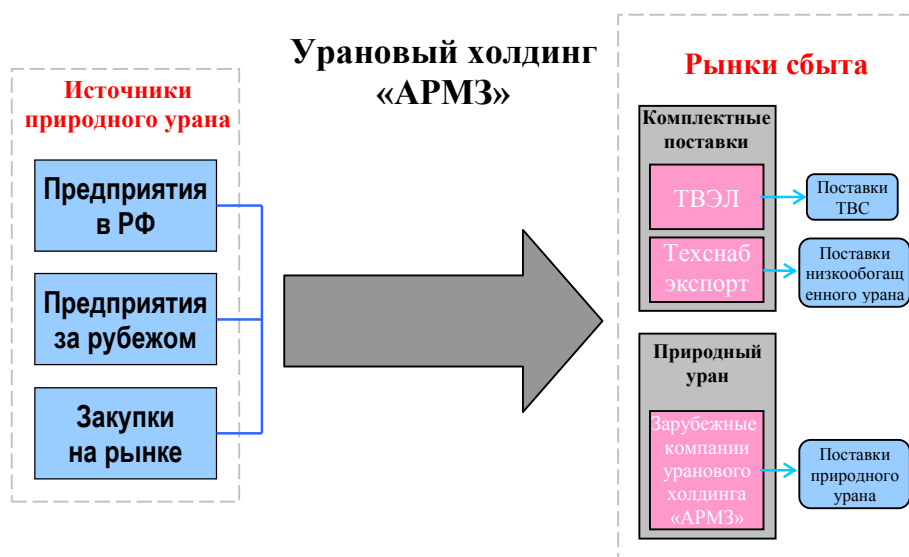 Урановый холдинг
«АРМЗ»
Источники
природного урана
Предприятия
в РФ
Предприятия
за рубежом
Закупки
на рынке
Рынки сбыта
Комплектные
поставки
ТВЭЛ
Поставки
ТВС
Техснаб
экспорт
Поставки
низкообогащ
енного урана
Природный
уран
Зарубежные
компании
уранового
холдинга
«АРМЗ»
Поставки
природного
урана